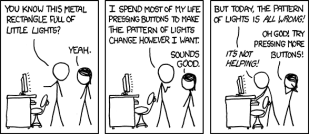 YOU KNOW THIS METAL
RECTANGLE FULL OF
LITTLE LIGHTS?
YEAH.
I SPEND MOST OF MY LIFE
PRESSING BUTTONS TO MAKE
THE PATTERN OF LIGHTS
CHANGE HOWEVER I WANT.
SOUNDS
GOOD.
BUT TODAY, THE PATTERN
OF LIGHTS IS ALL WRONG!
OH GOD! TRY
PRESSING MORE
BUTTONS!
IT'S NOT
HELPING!